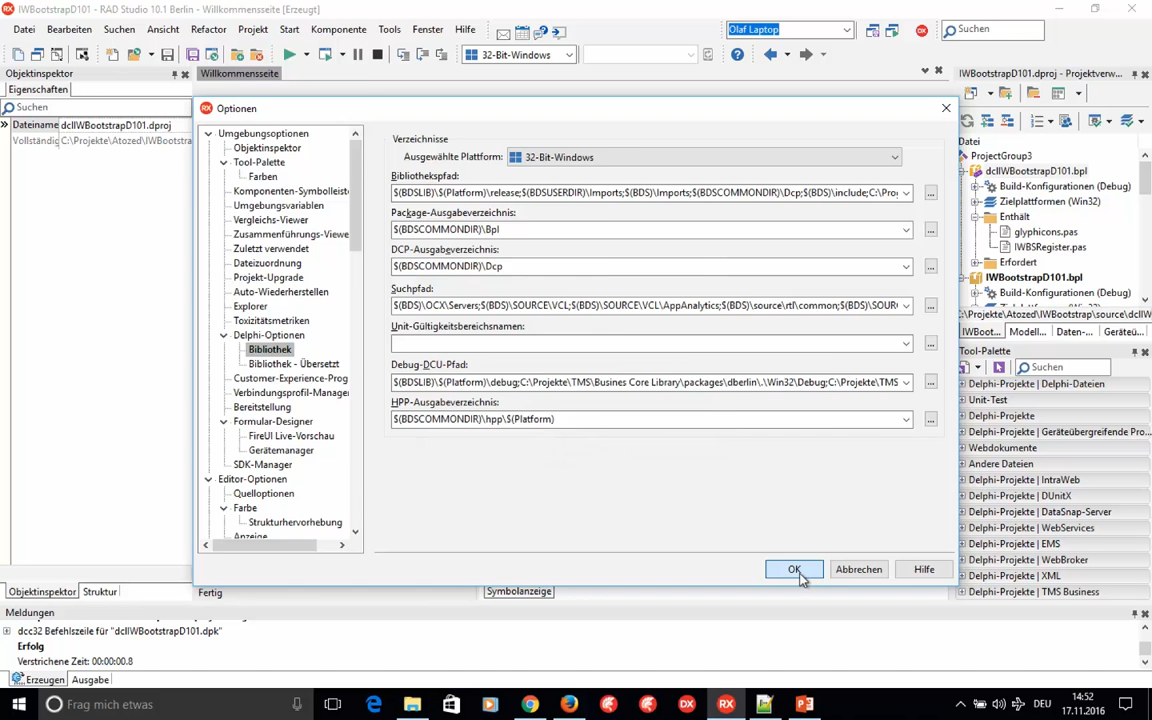 IWBootstrapD101 - RAD Studio 10.1 Berlin - Willkommensseite [Erzeugt]
Datei Bearbeiten Suchen Ansicht Refactor Projekt Start Komponente Tools Fenster Hilfe
Olaf Laptop
Suchen
32-Bit-Windows
Objektinspektor
Willkommensseite
IWBootstrapD101.dproj - Projektverw...
Eigenschaften
Suchen
Dateiname dclIWBootstrapD101.dproj
Vollständig C:\Projekte\Atozed\IWBootstra
Optionen
Umgebungsoptionen
Objektinspektor
Tool-Palette
Farben
Komponenten-Symbolleist
Umgebungsvariablen
Vergleichs-Viewer
Zusammenführungs-Viewe
Zuletzt verwendet
Dateizuordnung
Projekt-Upgrade
Auto-Wiederherstellen
Explorer
Toxizitätsmetriken
Delphi-Optionen
Bibliothek
Bibliothek - Übersetzt
Customer-Experience-Prog
Verbindungsprofil-Manager
Bereitstellung
Formular-Designer
FireUI Live-Vorschau
Gerätemanager
SDK-Manager
Editor-Optionen
Quelloptionen
Farbe
Strukturhervorhebung
Anzeige
Verzeichnisse
Ausgewählte Plattform: 32-Bit-Windows
Bibliothekspfad:
$(BDSLIB)\$(Platform)\release;$(BDSUSERDIR)\Imports;$(BDS)\Imports;$(BDSCOMMONDIR)\Dcp;$(BDS)\include;C:\Proj
Package-Ausgabeverzeichnis:
$(BDSCOMMONDIR)\Bpl
DCP-Ausgabeverzeichnis:
$(BDSCOMMONDIR)\Dcp
Suchpfad:
$(BDS)\OCX\Servers;$(BDS)\SOURCE\VCL;$(BDS)\SOURCE\VCL\AppAnalytics;$(BDS)\source\rtl\common;$(BDS)\SOUR
Unit-Gültigkeitsbereichsnamen:
Debug-DCU-Pfad:
$(BDSLIB)\$(Platform)\debug;C:\Projekte\TMS\Busines Core Library\packages\dberlin\.\Win32\Debug;C:\Projekte\TMS
HPP-Ausgabeverzeichnis:
$(BDSCOMMONDIR)\hpp\$(Platform)
OK Abbrechen Hilfe
Datei
ProjectGroup3
dclIWBootstrapD101.bpl
Build-Konfigurationen (Debug)
Zielplattformen (Win32)
Enthält
glyphicons.pas
IWBSRegister.pas
Erfordert
IWBootstrapD101.bpl
Build-Konfigurationen (Debug)
C:\Projekte\Atozed\IWBootstrap\source\dclI
IWBoot... Modell... Daten-... Geräteü...
Tool-Palette
Suchen
Delphi-Projekte | Delphi-Dateien
Unit-Test
Delphi-Projekte
Delphi-Projekte | Geräteübergreifende Pro...
Webdokumente
Andere Dateien
Delphi-Projekte | IntraWeb
Delphi-Projekte | DUnitX
Delphi-Projekte | DataSnap-Server
Delphi-Projekte | WebServices
Delphi-Projekte | EMS
Delphi-Projekte | WebBroker
Delphi-Projekte | XML
Delphi-Projekte | TMS Business
Objektinspektor Struktur
Fertig
Symbolanzeige
Meldungen
dcc32 Befehlszeile für "dclIWBootstrapD101.dpk"
Erfolg
Verstrichene Zeit: 00:00:00.8
Erzeugen Ausgabe
Frag mich etwas
DEU
14:52
17.11.2016